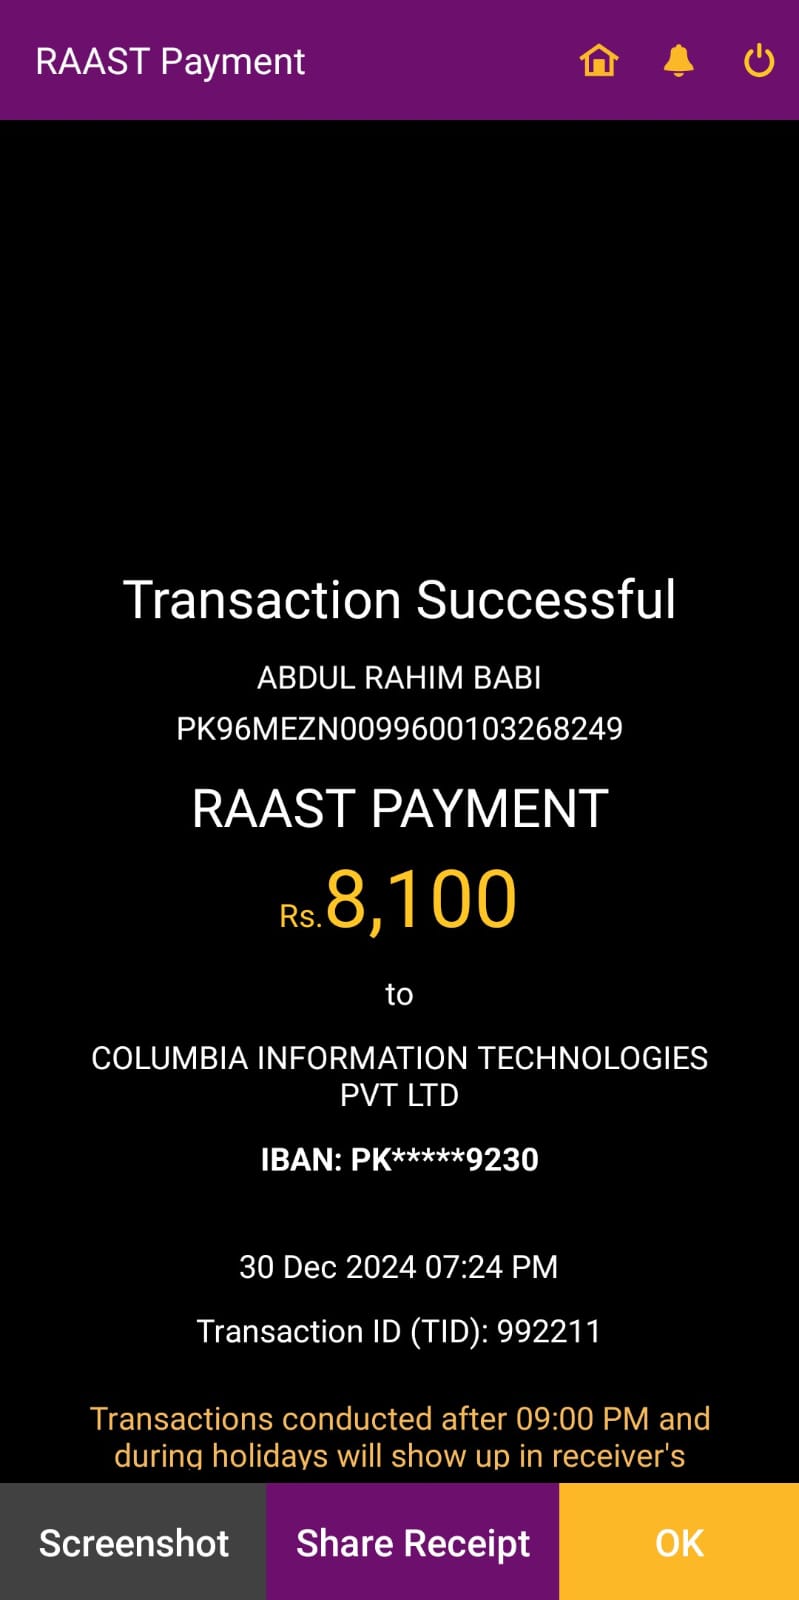 RAAST Payment
Transaction Successful
ABDUL RAHIM BABI
PK96MEZN0099600103268249
RAAST PAYMENT
Rs.8,100
to
COLUMBIA INFORMATION TECHNOLOGIES
PVT LTD
IBAN: PK*****9230
30 Dec 2024 07:24 PM
Transaction ID (TID): 992211
Transactions conducted after 09:00 PM and
during holidays will show up in receiver's
Screenshot
Share Receipt
OK